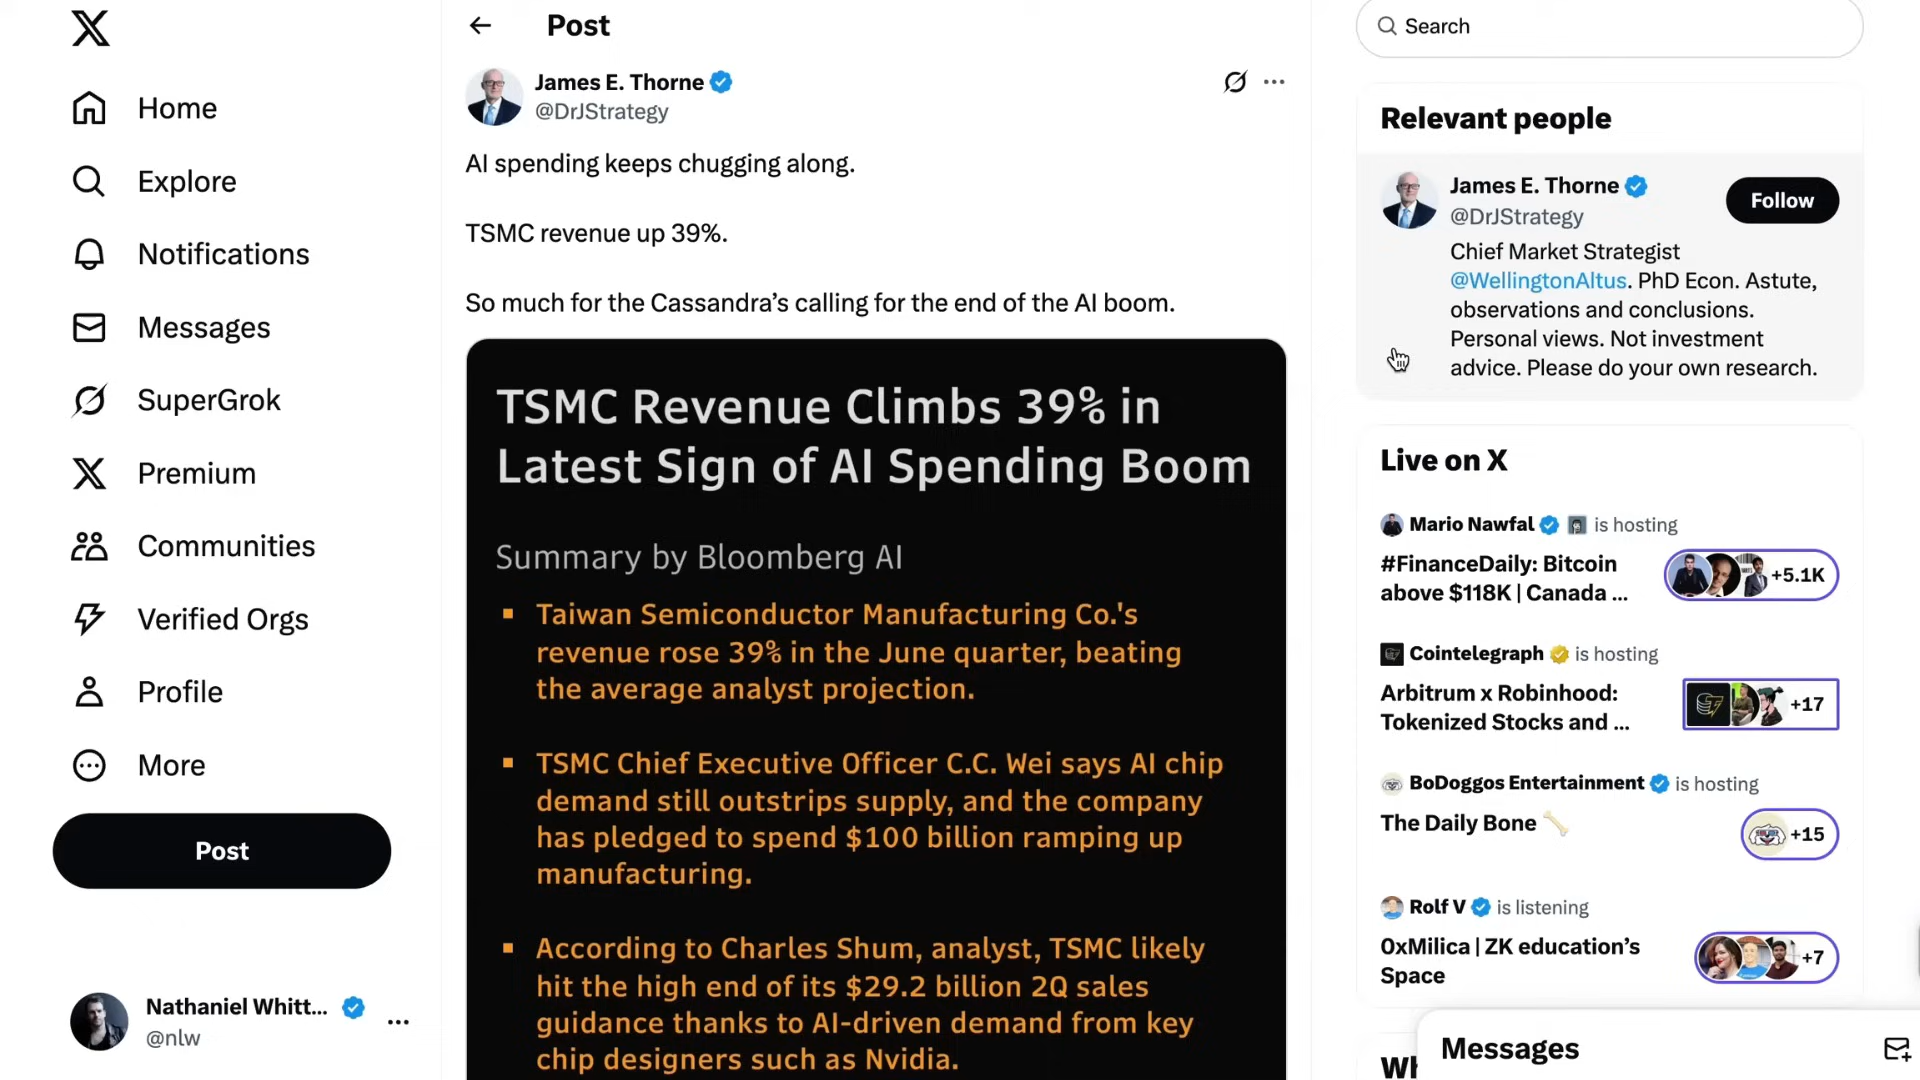 Home
Explore
Notifications
Messages
SuperGrok
Premium
Communities
Verified Orgs
Profile
More
Post
Nathaniel Whitt...
@nlw
Post
James E. Thorne
@DrJStrategy
AI spending keeps chugging along.
TSMC revenue up 39%.
So much for the Cassandra’s calling for the end of the AI boom.
TSMC Revenue Climbs 39% in
Latest Sign of AI Spending Boom
Summary by Bloomberg AI
▪ Taiwan Semiconductor Manufacturing Co.'s
revenue rose 39% in the June quarter, beating
the average analyst projection.
▪ TSMC Chief Executive Officer C.C. Wei says AI chip
demand still outstrips supply, and the company
has pledged to spend $100 billion ramping up
manufacturing.
▪ According to Charles Shum, analyst, TSMC likely
hit the high end of its $29.2 billion 2Q sales
guidance thanks to AI-driven demand from key
chip designers such as Nvidia.
Search
Relevant people
James E. Thorne
@DrJStrategy
Follow
Chief Market Strategist
@WellingtonAltus. PhD Econ. Astute,
observations and conclusions.
Personal views. Not investment
advice. Please do your own research.
Live on X
Mario Nawfal is hosting
#FinanceDaily: Bitcoin
above $118K | Canada ...
+5.1K
Cointelegraph is hosting
Arbitrum x Robinhood:
Tokenized Stocks and ...
+17
BoDoggos Entertainment is hosting
The Daily Bone 🦴
+15
Rolf V is listening
0xMilica | ZK education’s
Space
+7
Messages